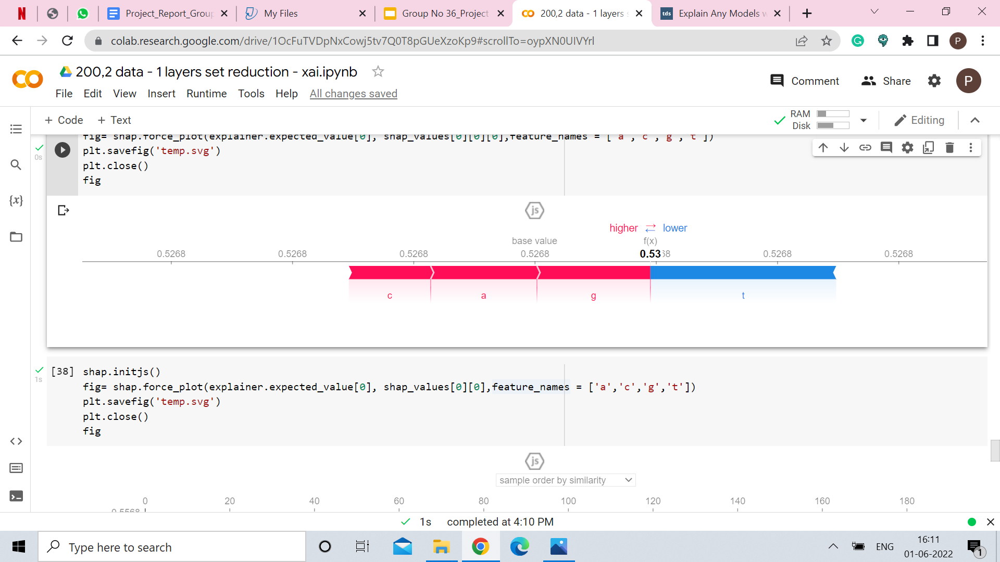 Project_Report_Group
My Files
Group No 36_Project
200,2 data - 1 layers s
tds
Explain Any Models w
colab.research.google.com/drive/1OcFuTVDpNxCowj5tv7Q0T8pGUeXzoKp9#scrollTo=oypXN0UIVYrl
P
200,2 data - 1 layers set reduction - xai.ipynb
Comment
Share
P
File Edit View Insert Runtime Tools Help All changes saved
+ Code + Text
RAM
Disk
Editing
fig= shap.force_plot(explainer.expected_value[0], shap_values[0][0][0],feature_names = ['a','c','g','t'])
0s
plt.savefig('temp.svg')
plt.close()
fig
{x}
js
higher lower
base value f(x)
0.5268 0.5268 0.5268 0.5268 0.53 0.5268 0.5268
c a g t
[38] shap.initjs()
1s
fig= shap.force_plot(explainer.expected_value[0], shap_values[0][0],feature_names = ['a','c','g','t'])
plt.savefig('temp.svg')
plt.close()
fig
js
sample order by similarity
0 20 40 60 80 100 120 140 160 180
0.5568
1s completed at 4:10 PM
Type here to search
ENG
16:11
01-06-2022
1